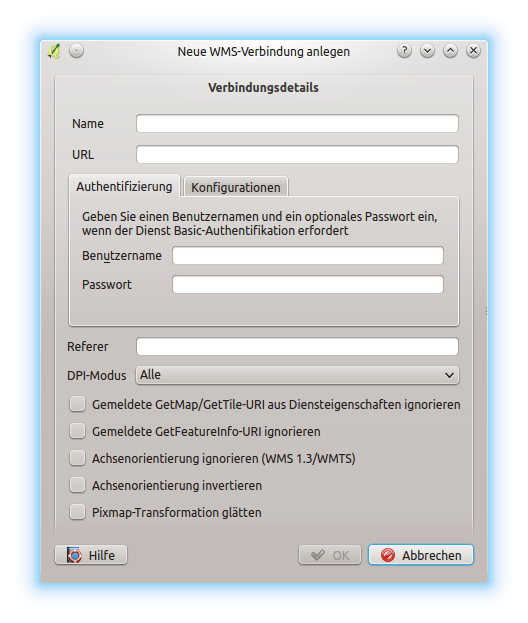 Neue WMS-Verbindung anlegen
Verbindungsdetails
Name
URL
Authentifizierung
Konfigurationen
Geben Sie einen Benutzernamen und ein optionales Passwort ein,
wenn der Dienst Basic-Authentifikation erfordert
Benutzername
Passwort
Referer
DPI-Modus Alle
Gemeldete GetMap/GetTile-URI aus Diensteigenschaften ignorieren
Gemeldete GetFeatureInfo-URI ignorieren
Achsenorientierung ignorieren (WMS 1.3/WMTS)
Achsenorientierung invertieren
Pixmap-Transformation glätten
Hilfe OK Abbrechen